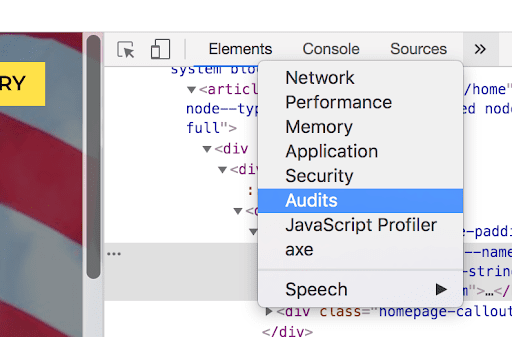 RY
Elements Console Sources »
system blo
<articl /home"
node--typ ed node
full">
<div
<div
:
Network
Performance
Memory
Application
Security
Audits
JavaScript Profiler
axe
Speech
e-paddi
--name
-string
m">…</
<div class="homepage-callout
</div>